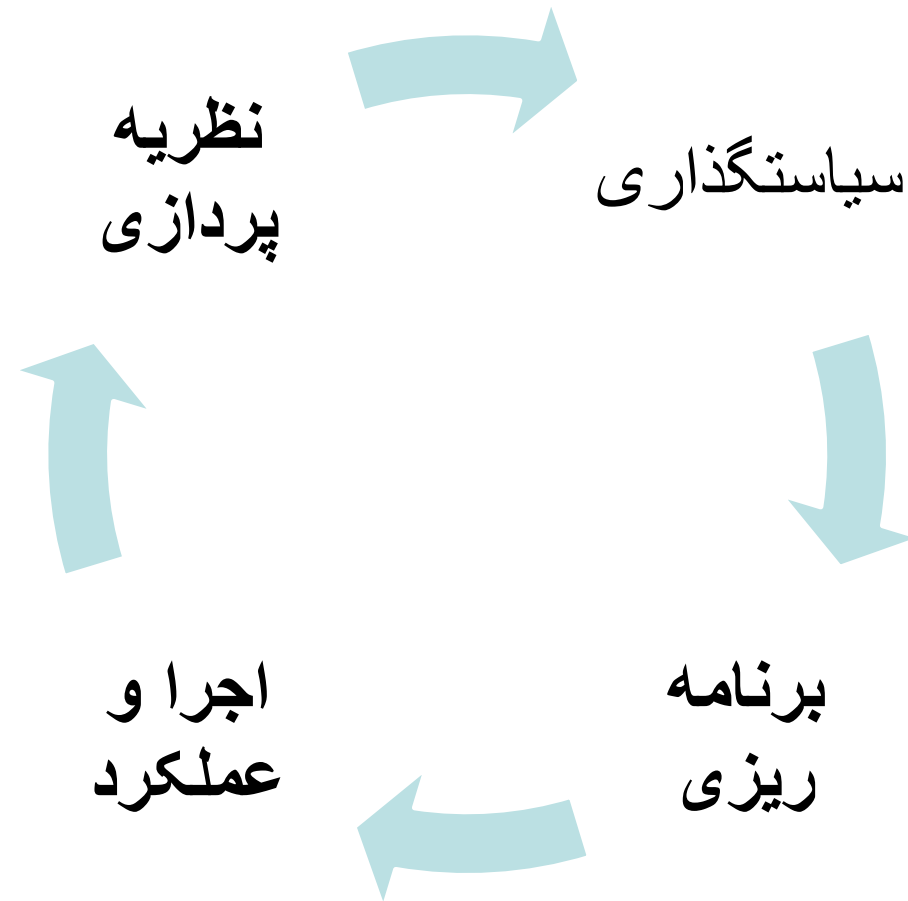 نظریه
پردازی
سیاستگذاری
برنامه
ریزی
اجرا و
عملکرد